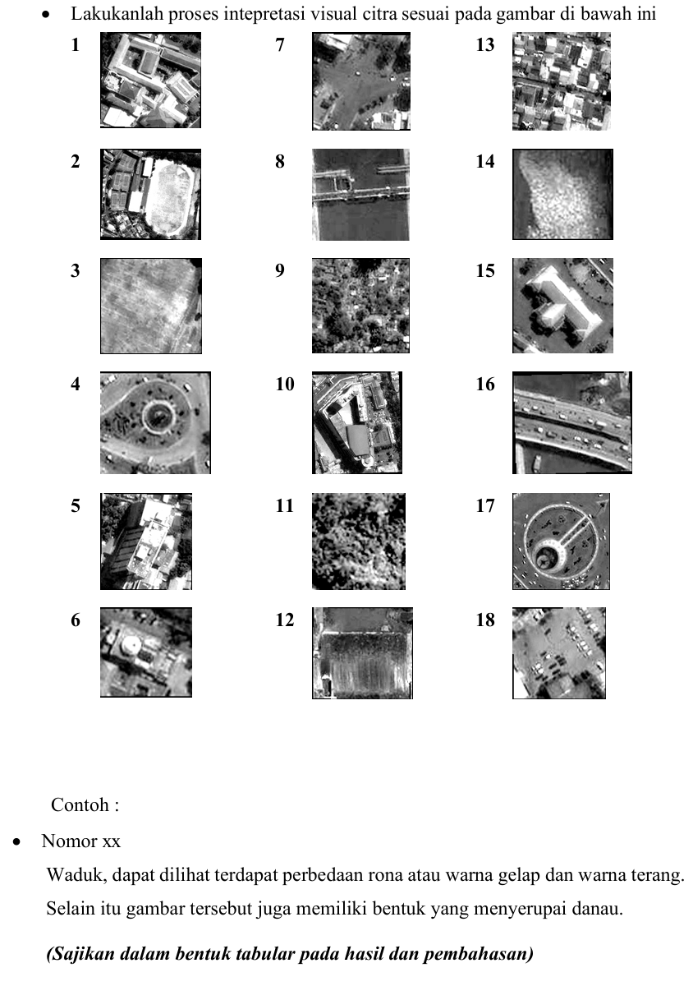 • Lakukanlah proses intepretasi visual citra sesuai pada gambar di bawah ini
1 7 13
2 8 14
3 9 15
4 10 16
5 11 17
6 12 18
Contoh :
• Nomor xx
Waduk, dapat dilihat terdapat perbedaan rona atau warna gelap dan warna terang.
Selain itu gambar tersebut juga memiliki bentuk yang menyerupai danau.
(Sajikan dalam bentuk tabular pada hasil dan pembahasan)